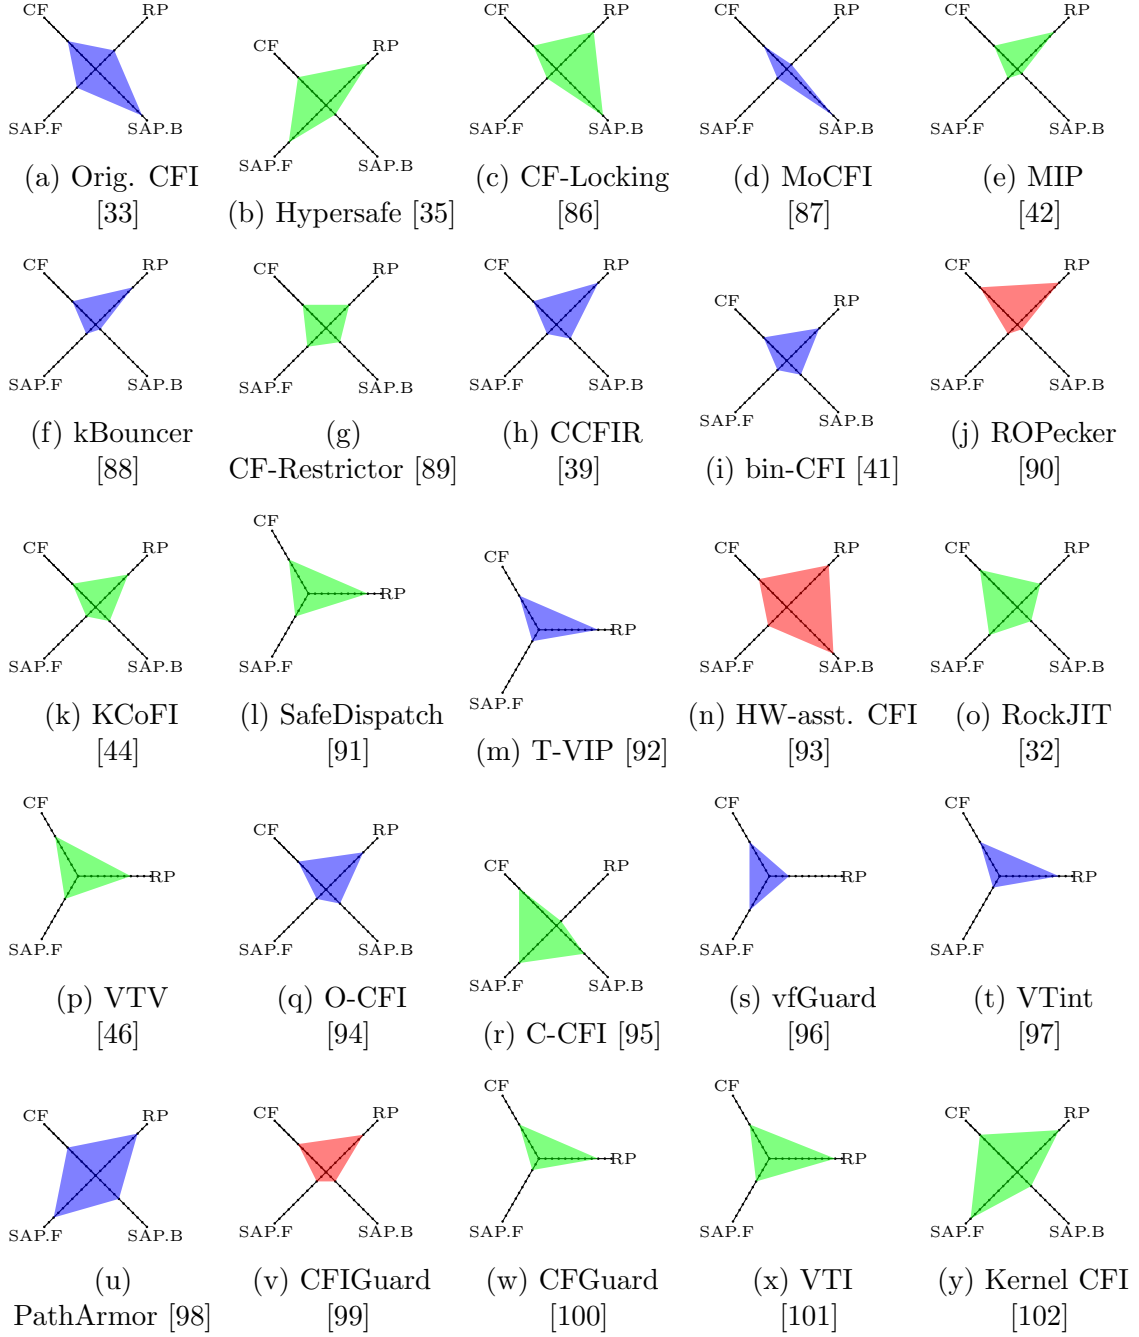 CF RP
SAP.F SAP.B
(a) Orig. CFI
[33]
CF RP
SAP.F SAP.B
(b) Hypersafe [35]
CF RP
SAP.F SAP.B
(c) CF-Locking
[86]
CF RP
SAP.F SAP.B
(d) MoCFI
[87]
CF RP
SAP.F SAP.B
(e) MIP
[42]
CF RP
SAP.F SAP.B
(f) kBouncer
[88]
CF RP
SAP.F SAP.B
(g)
CF-Restrictor [89]
CF RP
SAP.F SAP.B
(h) CCFIR
[39]
CF RP
SAP.F SAP.B
(i) bin-CFI [41]
CF RP
SAP.F SAP.B
(j) ROPecker
[90]
CF RP
SAP.F SAP.B
(k) KCoFI
[44]
CF
RP
SAP.F
(l) SafeDispatch
[91]
CF
RP
SAP.F
(m) T-VIP [92]
CF RP
SAP.F SAP.B
(n) HW-asst. CFI
[93]
CF RP
SAP.F SAP.B
(o) RockJIT
[32]
CF
RP
SAP.F
(p) VTV
[46]
CF RP
SAP.F SAP.B
(q) O-CFI
[94]
CF RP
SAP.F SAP.B
(r) C-CFI [95]
CF
RP
SAP.F
(s) vfGuard
[96]
CF
RP
SAP.F
(t) VTint
[97]
CF RP
SAP.F SAP.B
(u)
PathArmor [98]
CF RP
SAP.F SAP.B
(v) CFIGuard
[99]
CF
RP
SAP.F
(w) CFGuard
[100]
CF
RP
SAP.F
(x) VTI
[101]
CF RP
SAP.F SAP.B
(y) Kernel CFI
[102]